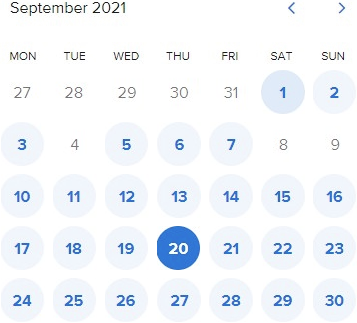 September 2021
MON TUE WED THU FRI SAT SUN
27 28 29 30 31 1 2
3 4 5 6 7 8 9
10 11 12 13 14 15 16
17 18 19 20 21 22 23
24 25 26 27 28 29 30